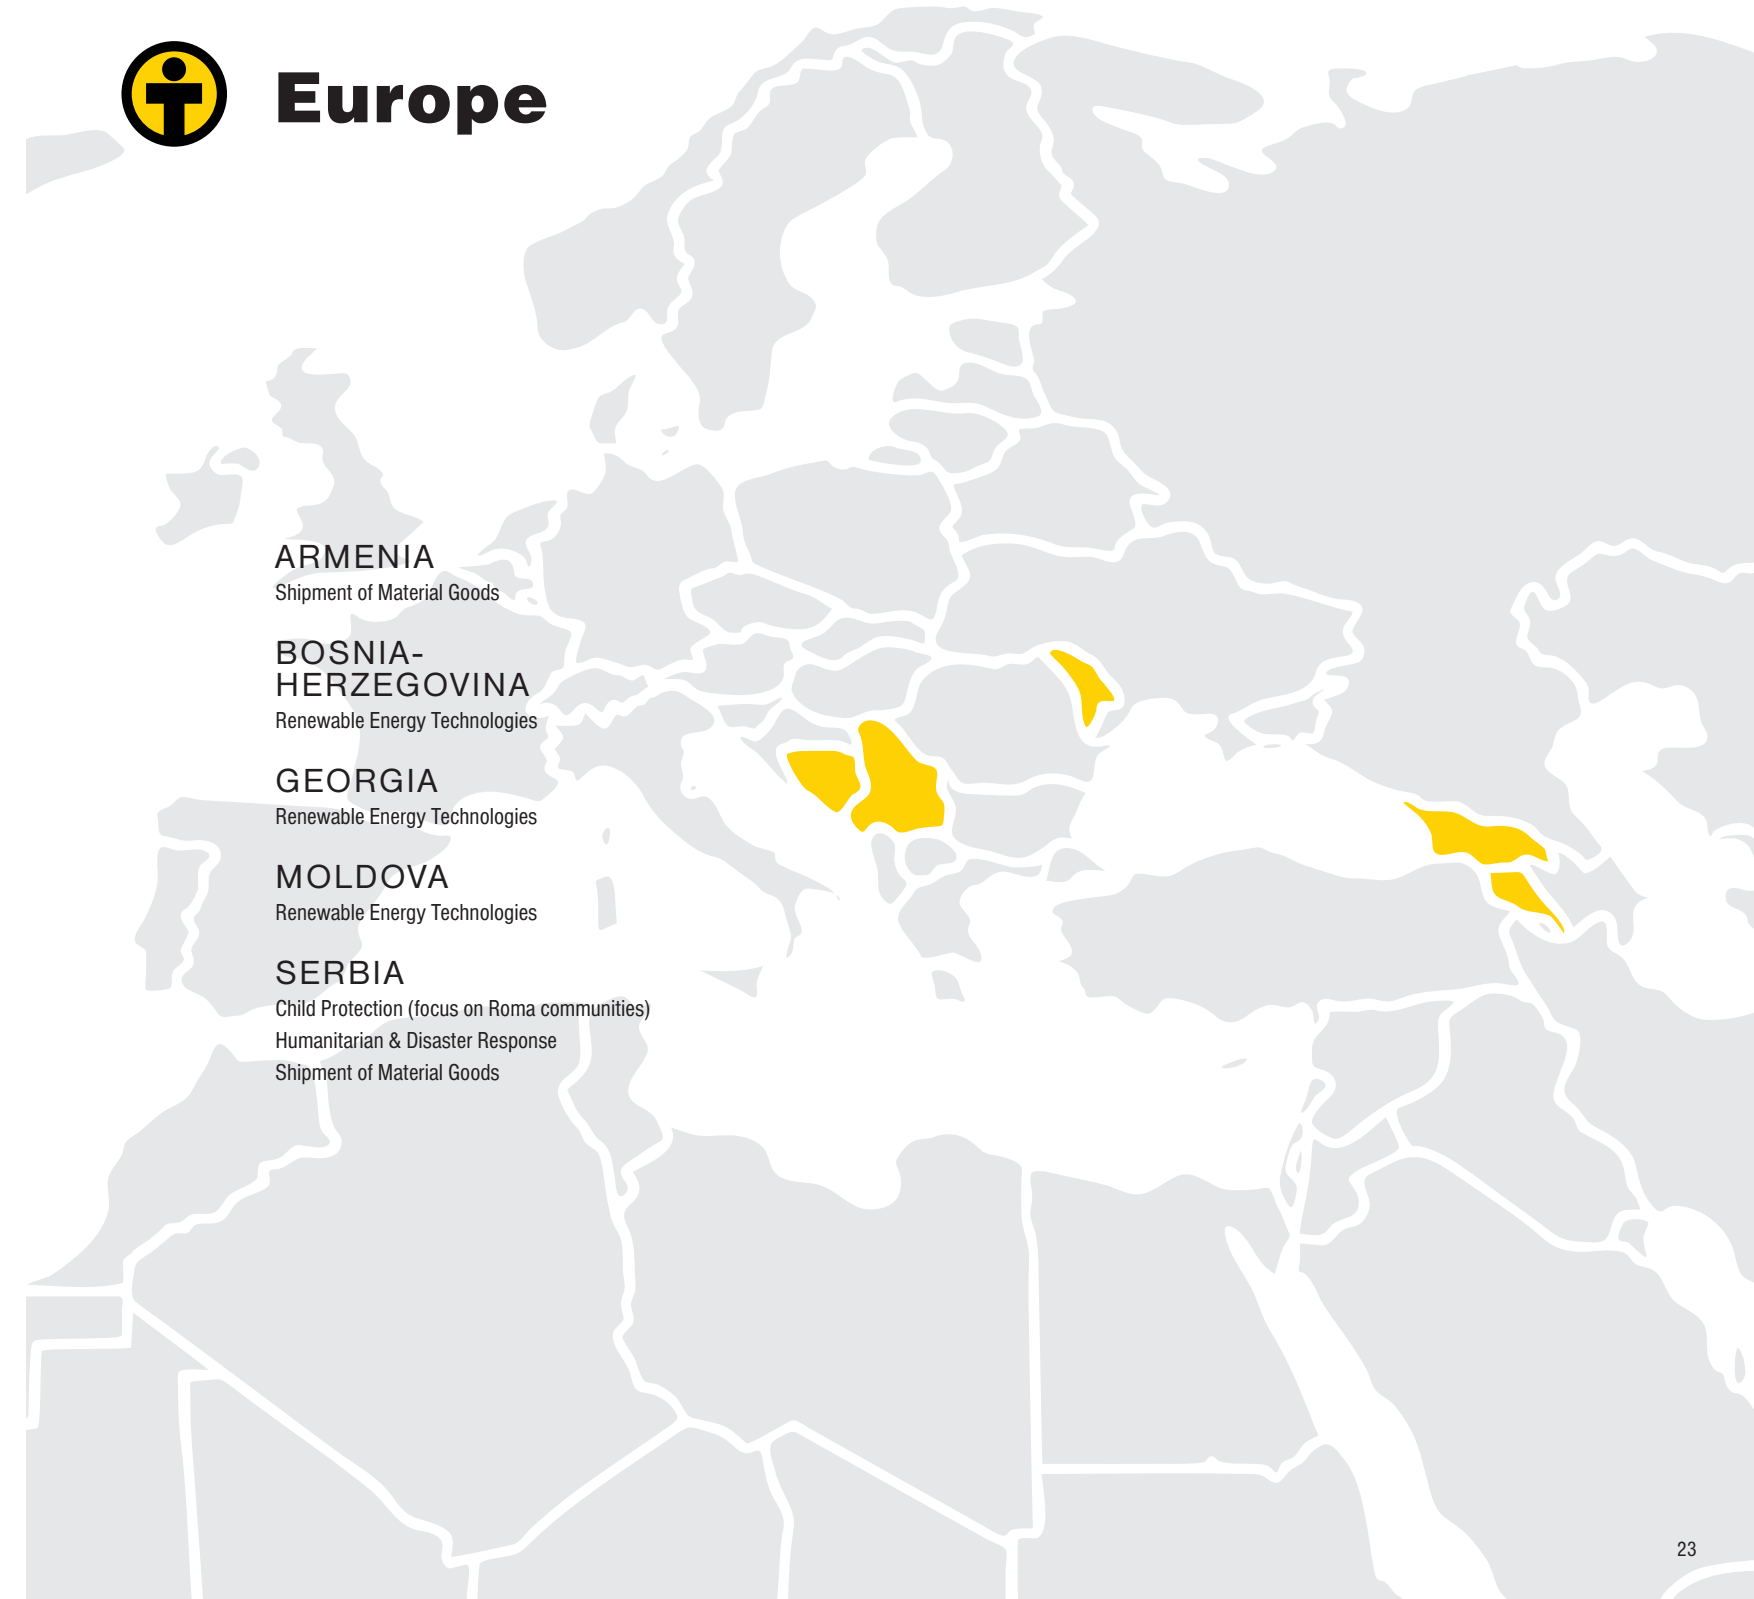 Europe
ARMENIA
Shipment of Material Goods
BOSNIA-
HERZEGOVINA
Renewable Energy Technologies
GEORGIA
Renewable Energy Technologies
MOLDOVA
Renewable Energy Technologies
SERBIA
Child Protection (focus on Roma communities)
Humanitarian & Disaster Response
Shipment of Material Goods
23